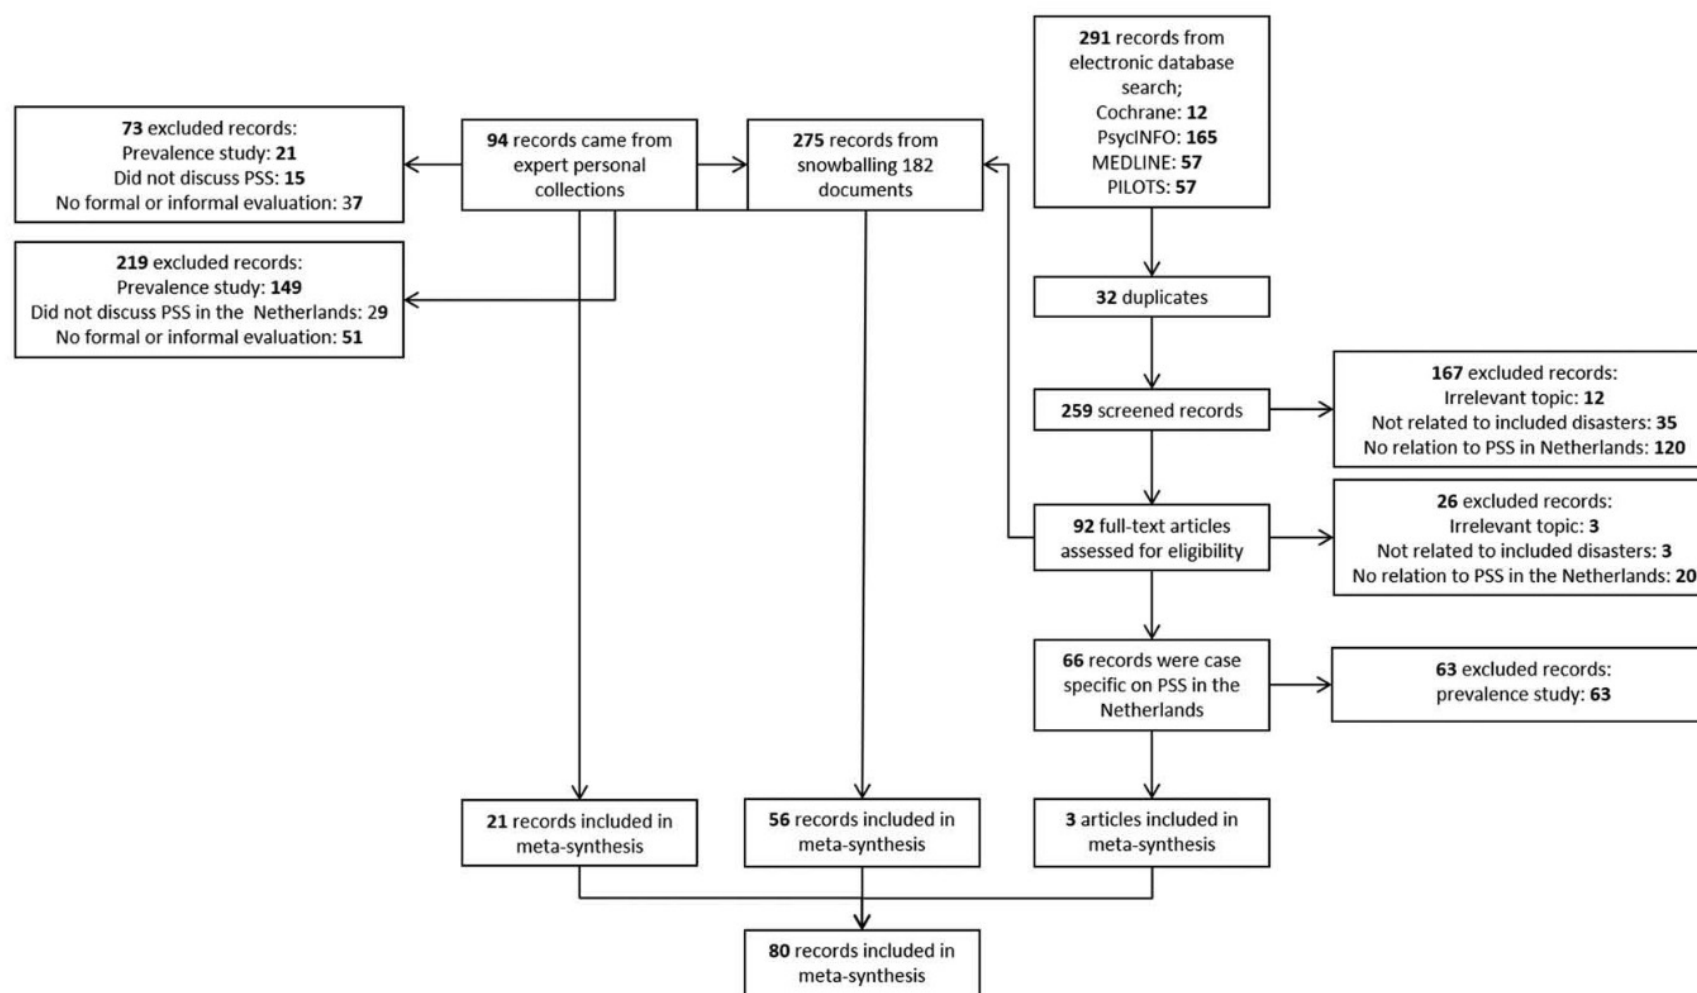 291 records from
electronic database
search;
Cochrane: 12
PsycINFO: 165
MEDLINE: 57
PILOTS: 57
73 excluded records:
Prevalence study: 21
Did not discuss PSS: 15
No formal or informal evaluation: 37
94 records came from
expert personal
collections
275 records from
snowballing 182
documents
219 excluded records:
Prevalence study: 149
Did not discuss PSS in the Netherlands: 29
No formal or informal evaluation: 51
32 duplicates
259 screened records
167 excluded records:
Irrelevant topic: 12
Not related to included disasters: 35
No relation to PSS in Netherlands: 120
92 full-text articles
assessed for eligibility
26 excluded records:
Irrelevant topic: 3
Not related to included disasters: 3
No relation to PSS in the Netherlands: 20
66 records were case
specific on PSS in the
Netherlands
63 excluded records:
prevalence study: 63
21 records included in
meta-synthesis
56 records included in
meta-synthesis
3 articles included in
meta-synthesis
80 records included in
meta-synthesis